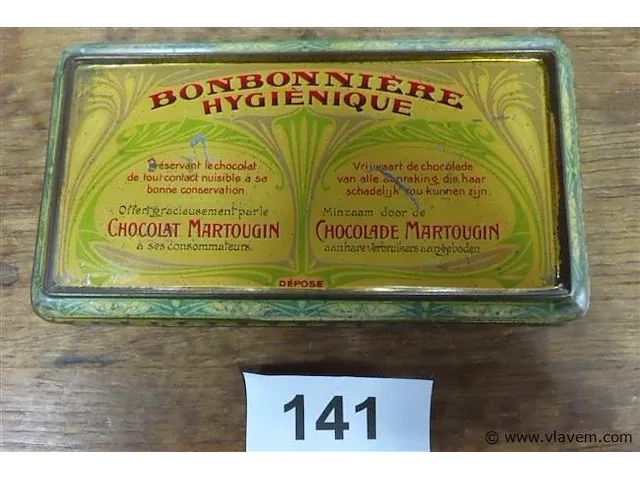 BONBONNIÈRE
HYGIÈNIQUE
Préservant le chocolat
de tout contact nuisible a sa
bonne conservation.
Offert gracieusement par le
CHOCOLAT MARTOUGIN
à ses consommateurs.
Vrijwaart de chocolade
van alle aanraking die haar
schadelijk zou kunnen zijn.
Minzaam door de
CHOCOLADE MARTOUGIN
aan hare verbruikers aangeboden
DÉPOSÉ
141
© www.vlavem.com